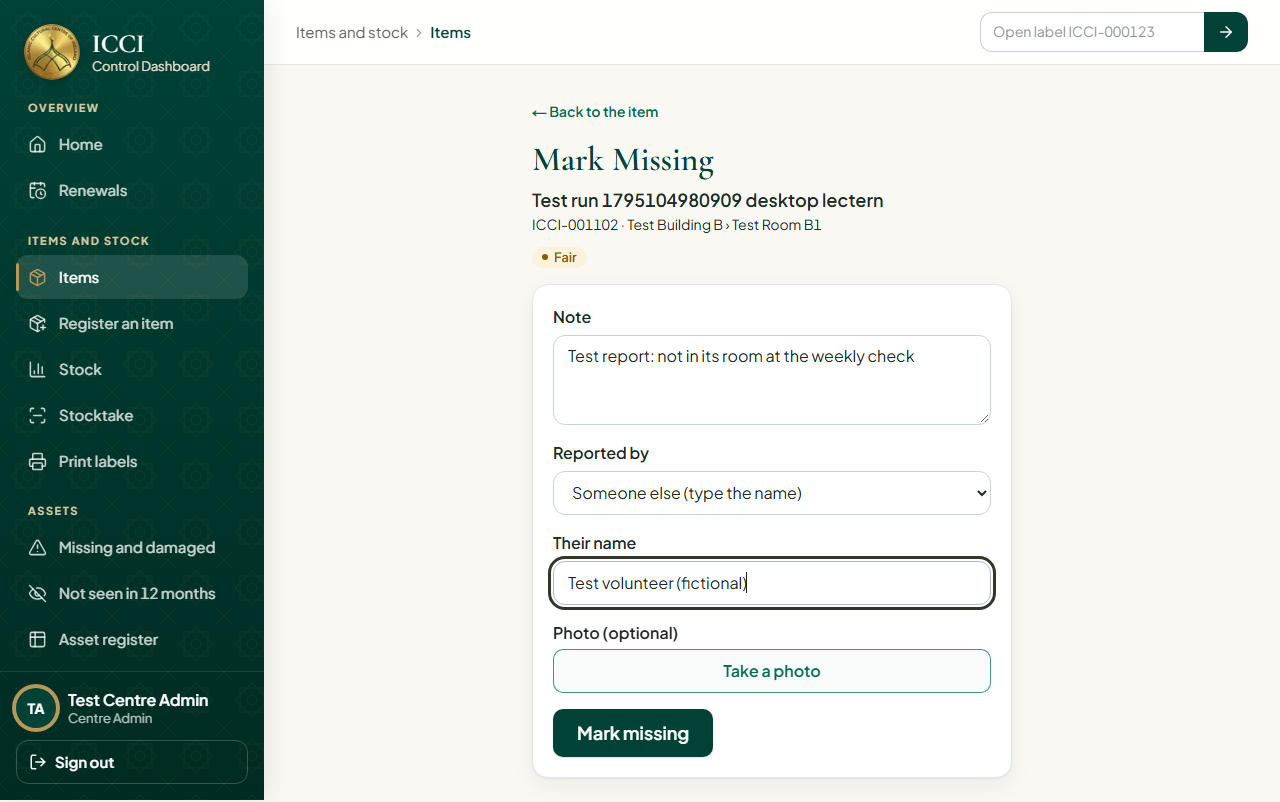 ICCI
Control Dashboard
OVERVIEW
Home
Renewals
ITEMS AND STOCK
Items
Register an item
Stock
Stocktake
Print labels
ASSETS
Missing and damaged
Not seen in 12 months
Asset register
TA
Test Centre Admin
Centre Admin
Sign out
Items and stock › Items
Open label ICCI-000123
← Back to the item
Mark Missing
Test run 1795104980909 desktop lectern
ICCI-001102 · Test Building B › Test Room B1
Fair
Note
Test report: not in its room at the weekly check
Reported by
Someone else (type the name)
Their name
Test volunteer (fictional)
Photo (optional)
Take a photo
Mark missing